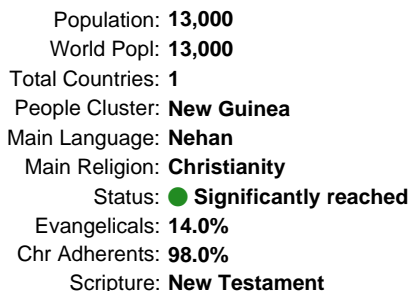 Population: 13,000
World Popl: 13,000
Total Countries: 1
People Cluster: New Guinea
Main Language: Nehan
Main Religion: Christianity
Status: Significantly reached
Evangelicals: 14.0%
Chr Adherents: 98.0%
Scripture: New Testament